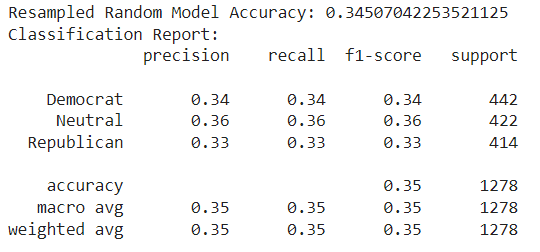 Resampled Random Model Accuracy: 0.34507042253521125
Classification Report:
precision recall f1-score support
Democrat 0.34 0.34 0.34 442
Neutral 0.36 0.36 0.36 422
Republican 0.33 0.33 0.33 414
accuracy 0.35 1278
macro avg 0.35 0.35 0.35 1278
weighted avg 0.35 0.35 0.35 1278